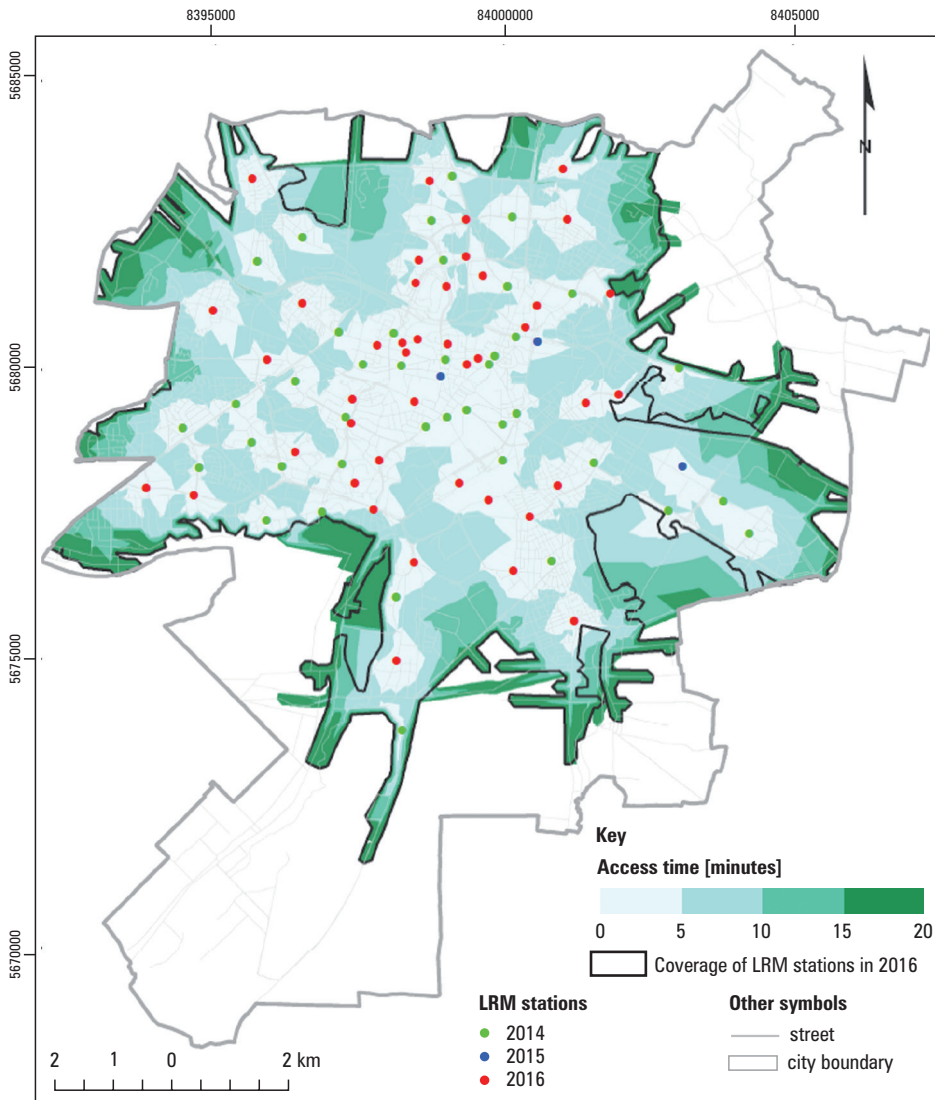 8395000 84000000 8405000
5685000
N
5680000
5675000
5670000
Key
Access time [minutes]
0 5 10 15 20
Coverage of LRM stations in 2016
LRM stations
2014
2015
2016
Other symbols
street
city boundary
2 1 0 2 km